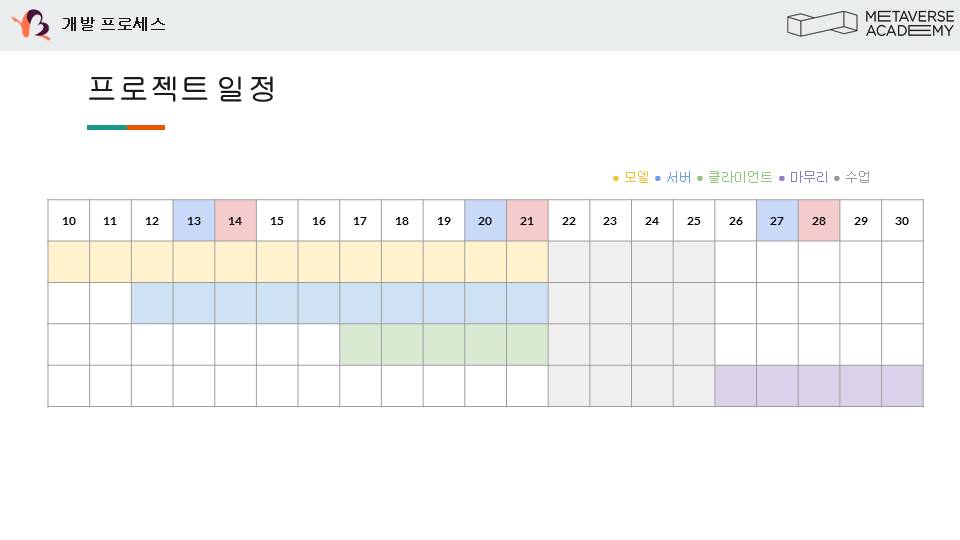 개발 프로세스
METAVERSE
ACADEMY
프로젝트 일정
● 모델 ● 서버 ● 클라이언트 ● 마무리 ● 수업
10 11 12 13 14 15 16 17 18 19 20 21 22 23 24 25 26 27 28 29 30